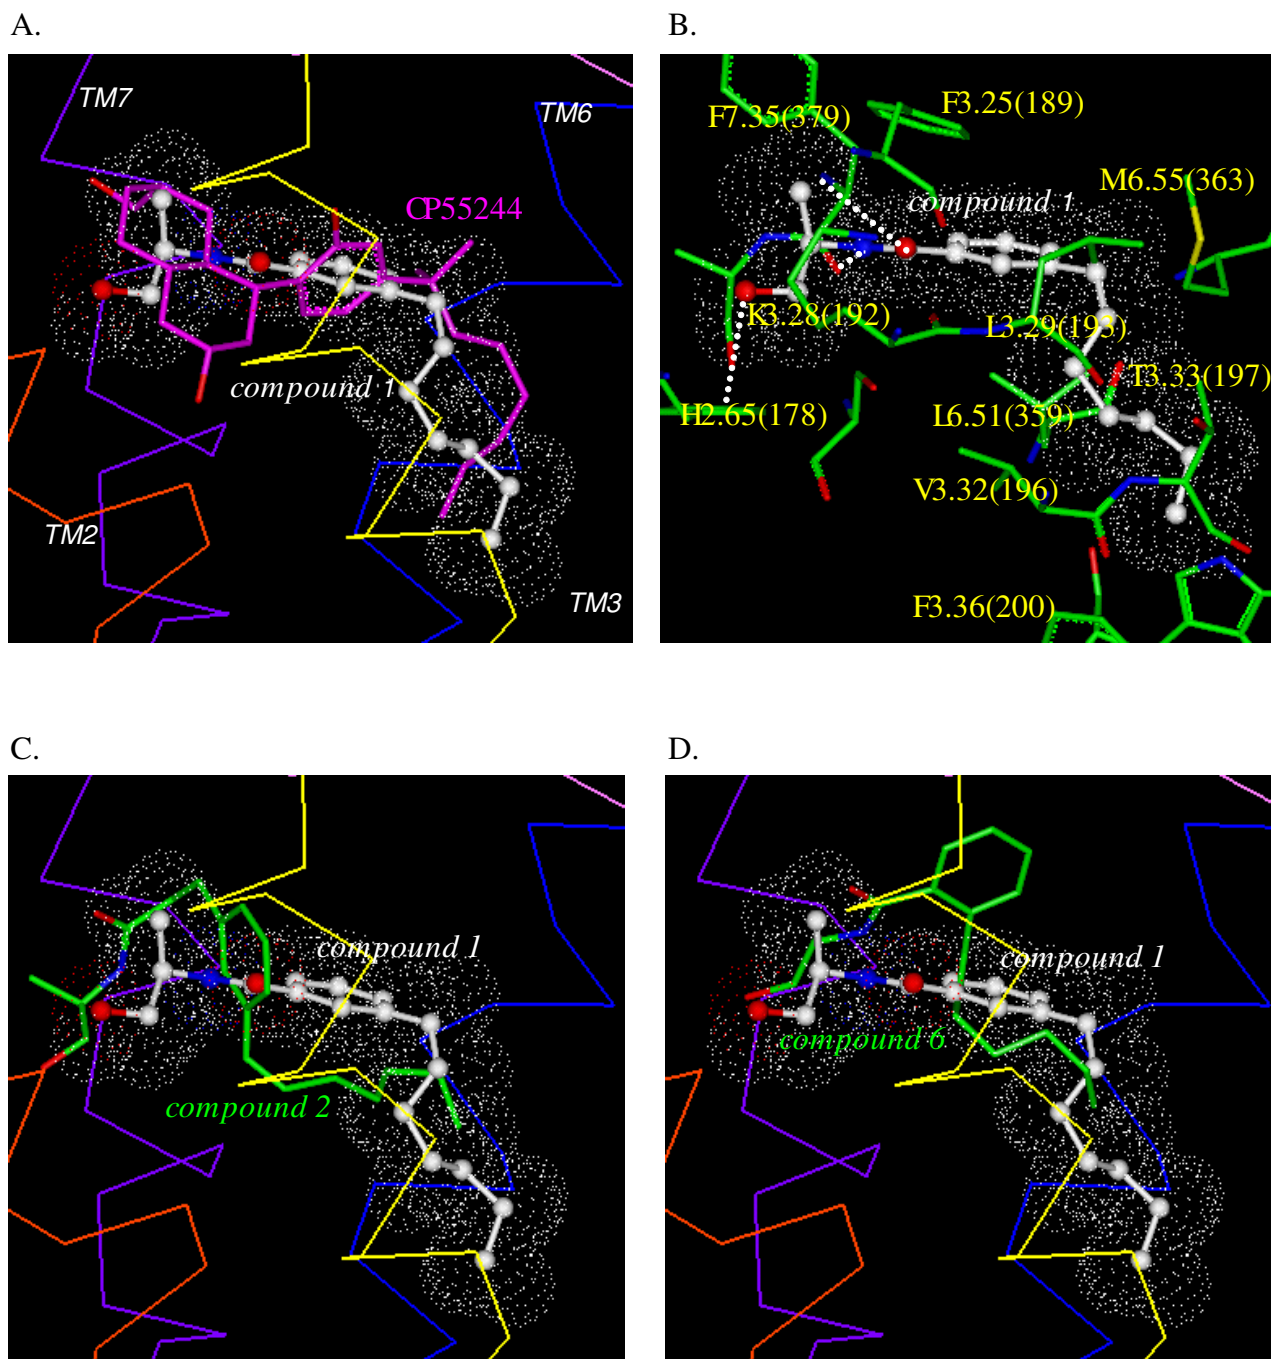 A.
B.
TM7
TM6
CP55244
compound 1
TM2
TM3
F7.35(379)
F3.25(189)
M6.55(363)
compound 1
K3.28(192)
L3.29(193)
T3.33(197)
H2.65(178)
L6.51(359)
V3.32(196)
F3.36(200)
C.
D.
compound 1
compound 2
compound 1
compound 6